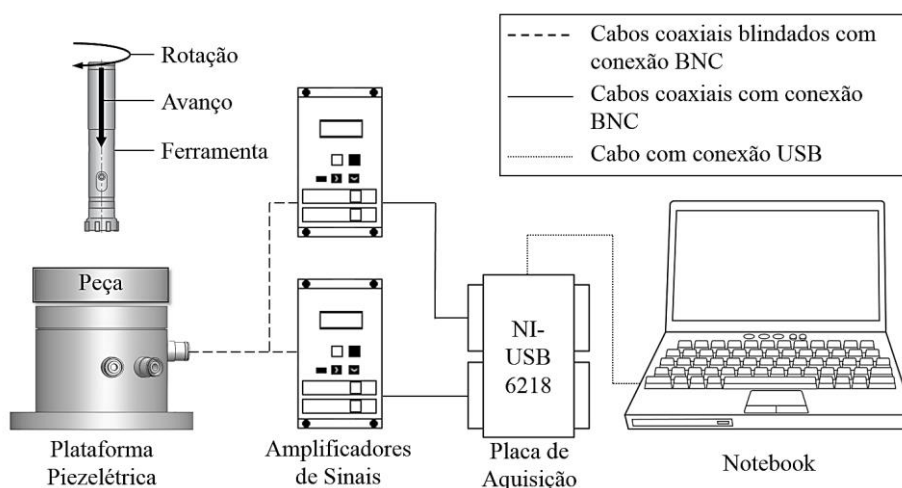 Rotação
Avanço
Ferramenta
Peça
Plataforma
Piezelétrica
Amplificadores
de Sinais
NI-
USB
6218
Placa de
Aquisição
Notebook
Cabos coaxiais blindados com
conexão BNC
Cabos coaxiais com conexão
BNC
Cabo com conexão USB